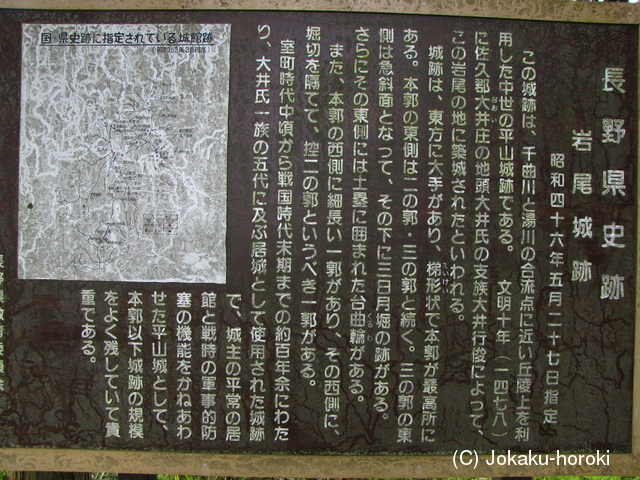 長野県史跡
岩尾城跡
昭和四十六年五月二十七日指定
この城跡は、千曲川と湯川の合流点に近い丘陵上を利
用した中世の平山城跡である。 文明十年(一四七八)
に佐久郡大井庄の地頭大井氏の支族大井行俊によって、
この岩尾の地に築城されたといわれる。
城跡は、東方に大手があり、梯形状で本郭が最高所に
ある。本郭の東側は二の郭・三の郭と続く。三の郭の東
側は急斜面となって、その下に三日月堀の跡がある。
さらにその東側には土塁に囲まれた台曲輪がある。
また、本郭の西側に細長い一郭があり、その西側に、
堀切を隔てて、控二の郭というべき一郭がある。
室町時代中頃から戦国時代末期までの約百年余にわた
り、大井氏一族の五代に及ぶ居城として使用された城跡
で、城主の平常の居
館と戦時の軍事的防
塞の機能をかねあわ
せた平山城として、
本郭以下城跡の規模
をよく残していて貴
重である。
長野県教育委員会
国・県史跡に指定されている城館跡
(C) Jokaku-horoki